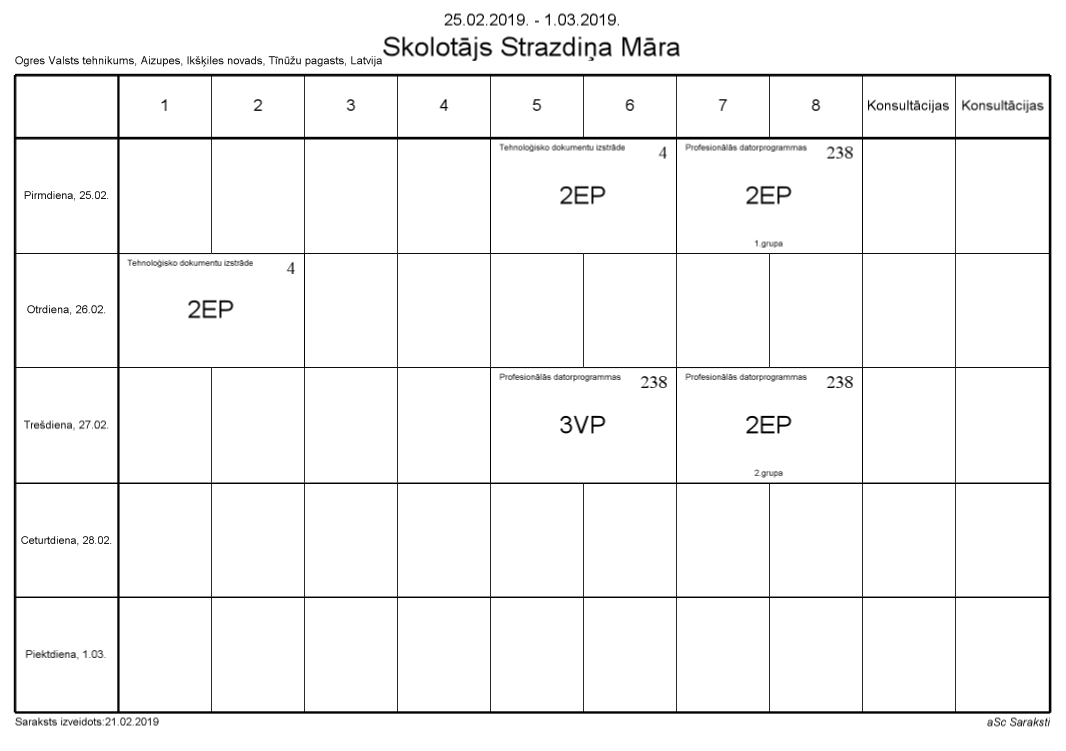 25.02.2019. - 1.03.2019.
Skolotājs Strazdiņa Māra
Ogres Valsts tehnikums, Aizupes, Ikšķiles novads, Tīnūžu pagasts, Latvija
1 2 3 4 5 6 7 8 Konsultācijas Konsultācijas
Pirmdiena, 25.02.
Tehnoloģisko dokumentu izstrāde 4
2EP
Profesionālās datorprogrammas 238
2EP
1.grupa
Otrdiena, 26.02.
Tehnoloģisko dokumentu izstrāde 4
2EP
Trešdiena, 27.02.
Profesionālās datorprogrammas 238
3VP
Profesionālās datorprogrammas 238
2EP
2.grupa
Ceturtdiena, 28.02.
Piektdiena, 1.03.
Saraksts izveidots:21.02.2019
aSc Saraksti